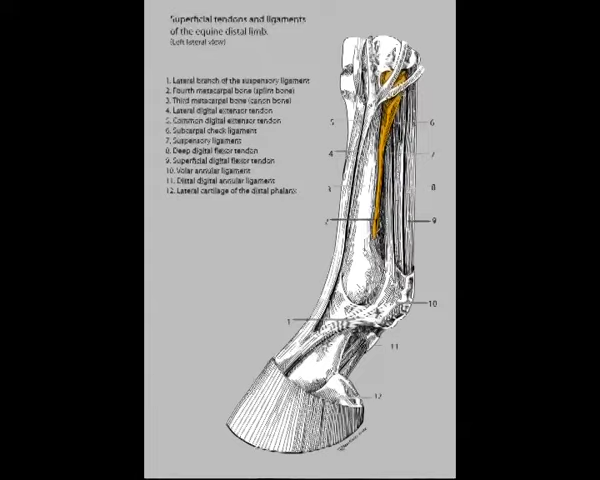 Superficial tendons and ligaments
of the equine distal limb.
(Left lateral view)
1. Lateral branch of the suspensory ligament
2. Fourth metacarpal bone (splint bone)
3. Third metacarpal bone (canon bone)
4. Lateral digital extensor tendon
5. Common digital extensor tendon
6. Subcarpal check ligament
7. Suspensory ligament
8. Deep digital flexor tendon
9. Superficial digital flexor tendon
10. Volar annular ligament
11. Distal digital annular ligament
12. Lateral cartilage of the distal phalanx
5
6
4
7
3
8
2
9
10
1
11
12